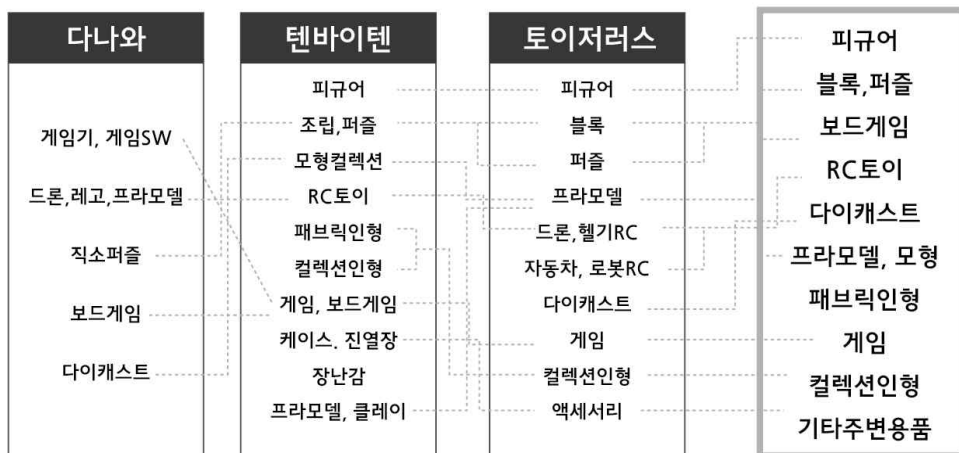 다나와
게임기, 게임SW
드론,레고,프라모델
직소퍼즐
보드게임
다이캐스트
텐바이텐
피규어
조립,퍼즐
모형컬렉션
RC토이
패브릭인형
컬렉션인형
게임, 보드게임
케이스. 진열장
장난감
프라모델, 클레이
토이저러스
피규어
블록
퍼즐
프라모델
드론,헬기RC
자동차, 로봇RC
다이캐스트
게임
컬렉션인형
액세서리
피규어
블록,퍼즐
보드게임
RC토이
다이캐스트
프라모델, 모형
패브릭인형
게임
컬렉션인형
기타주변용품